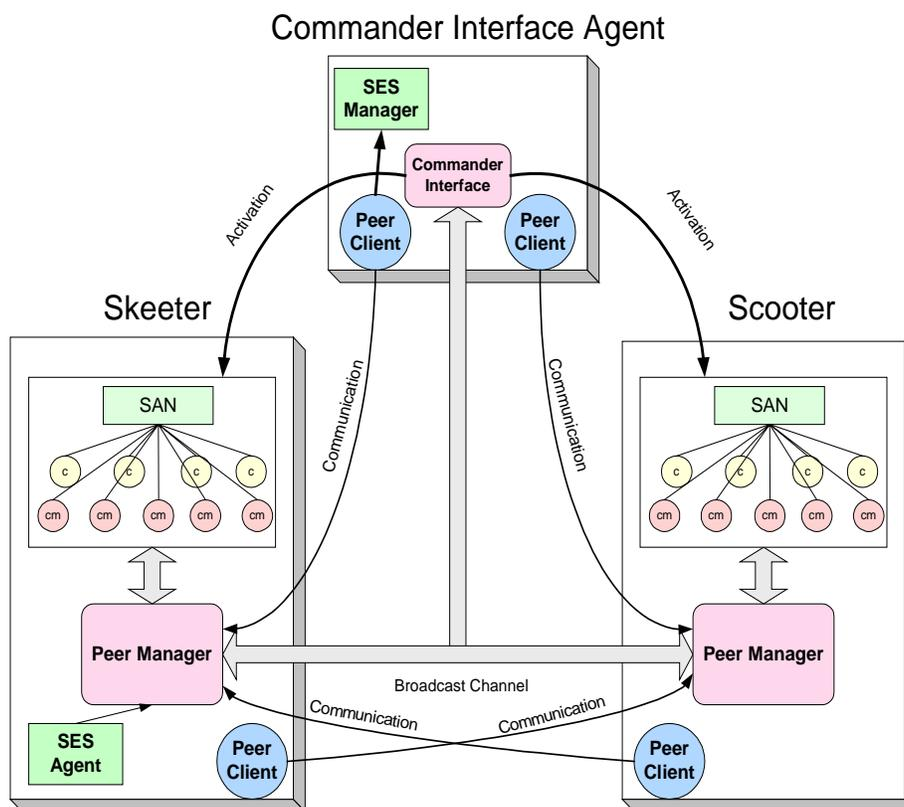 Commander Interface Agent
SES
Manager
Commander
Interface
Activation
Activation
Peer
Client
Peer
Client
Skeeter
Scooter
Communication
Communication
SAN
c c c c
cm cm cm cm cm
SAN
c c c c
cm cm cm cm cm
Peer Manager
Peer Manager
Broadcast Channel
Communication
Communication
SES
Agent
Peer
Client
Peer
Client